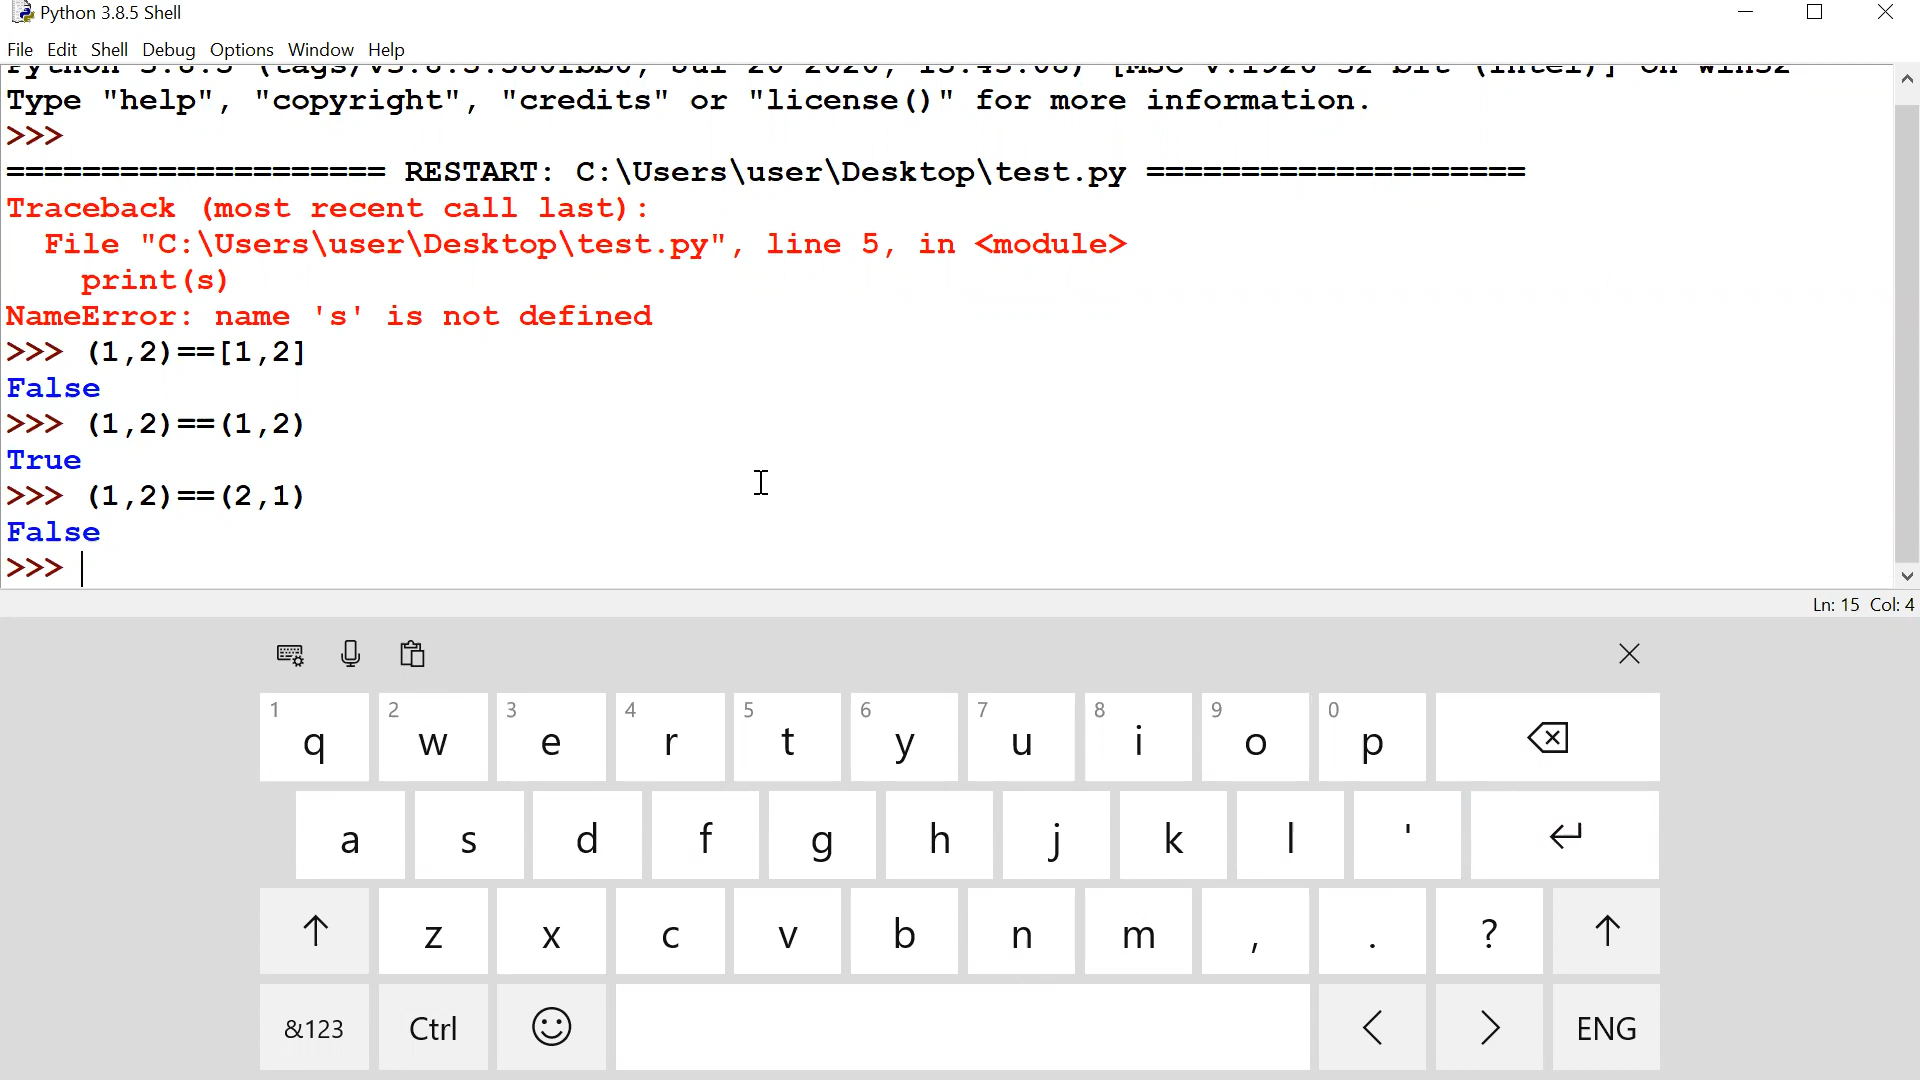 Python 3.8.5 Shell
File Edit Shell Debug Options Window Help
Type "help", "copyright", "credits" or "license()" for more information.
>>>
==================== RESTART: C:\Users\user\Desktop\test.py ====================
Traceback (most recent call last):
  File "C:\Users\user\Desktop\test.py", line 5, in <module>
    print(s)
NameError: name 's' is not defined
>>> (1,2)==[1,2]
False
>>> (1,2)==(1,2)
True
>>> (1,2)==(2,1)
False
>>>
Ln: 15 Col: 4
1 2 3 4 5 6 7 8 9 0
q w e r t y u i o p
a s d f g h j k l '
z x c v b n m , . ?
&123 Ctrl ENG